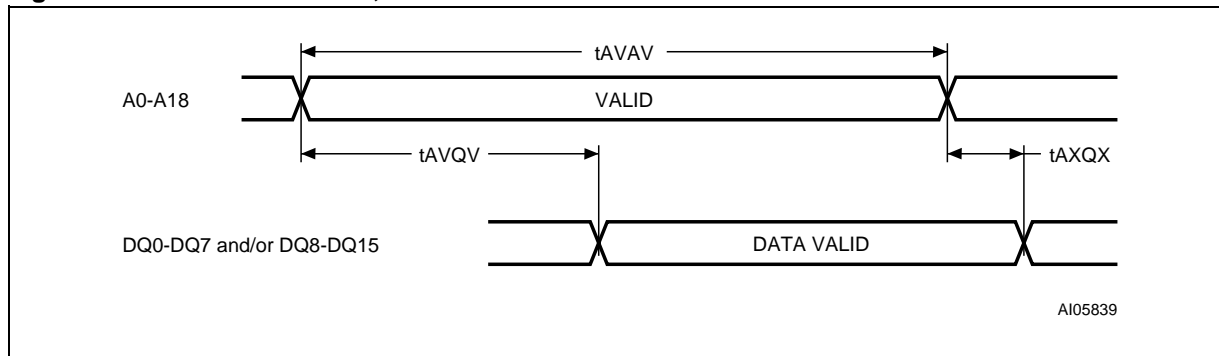 tAVAV
A0-A18
VALID
tAVQV
tAXQX
DQ0-DQ7 and/or DQ8-DQ15
DATA VALID
AI05839